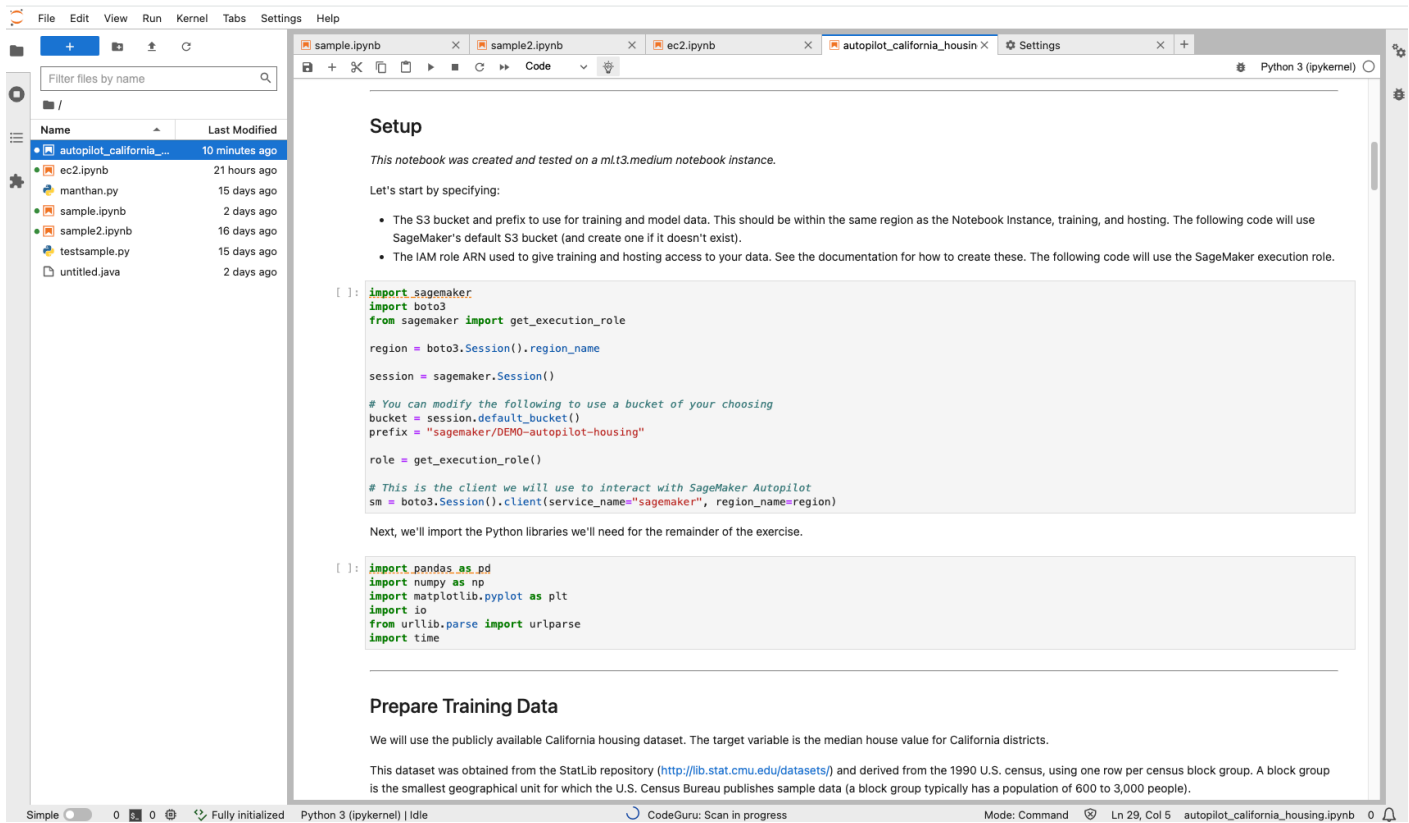 File Edit View Run Kernel Tabs Settings Help
+
Filter files by name
/
Name Last Modified
autopilot_california_... 10 minutes ago
ec2.ipynb 21 hours ago
manthan.py 15 days ago
sample.ipynb 2 days ago
sample2.ipynb 16 days ago
testsample.py 15 days ago
untitled.java 2 days ago
sample.ipynb sample2.ipynb ec2.ipynb autopilot_california_housin Settings +
Code Python 3 (ipykernel)
Setup
This notebook was created and tested on a ml.t3.medium notebook instance.
Let's start by specifying:
• The S3 bucket and prefix to use for training and model data. This should be within the same region as the Notebook Instance, training, and hosting. The following code will use
SageMaker's default S3 bucket (and create one if it doesn't exist).
• The IAM role ARN used to give training and hosting access to your data. See the documentation for how to create these. The following code will use the SageMaker execution role.
[ ]: import sagemaker
import boto3
from sagemaker import get_execution_role
region = boto3.Session().region_name
session = sagemaker.Session()
# You can modify the following to use a bucket of your choosing
bucket = session.default_bucket()
prefix = "sagemaker/DEMO-autopilot-housing"
role = get_execution_role()
# This is the client we will use to interact with SageMaker Autopilot
sm = boto3.Session().client(service_name="sagemaker", region_name=region)
Next, we'll import the Python libraries we'll need for the remainder of the exercise.
[ ]: import pandas as pd
import numpy as np
import matplotlib.pyplot as plt
import io
from urllib.parse import urlparse
import time
Prepare Training Data
We will use the publicly available California housing dataset. The target variable is the median house value for California districts.
This dataset was obtained from the StatLib repository (http://lib.stat.cmu.edu/datasets/) and derived from the 1990 U.S. census, using one row per census block group. A block group
is the smallest geographical unit for which the U.S. Census Bureau publishes sample data (a block group typically has a population of 600 to 3,000 people).
Simple 0 0 Fully initialized Python 3 (ipykernel) | Idle CodeGuru: Scan in progress Mode: Command Ln 29, Col 5 autopilot_california_housing.ipynb 0